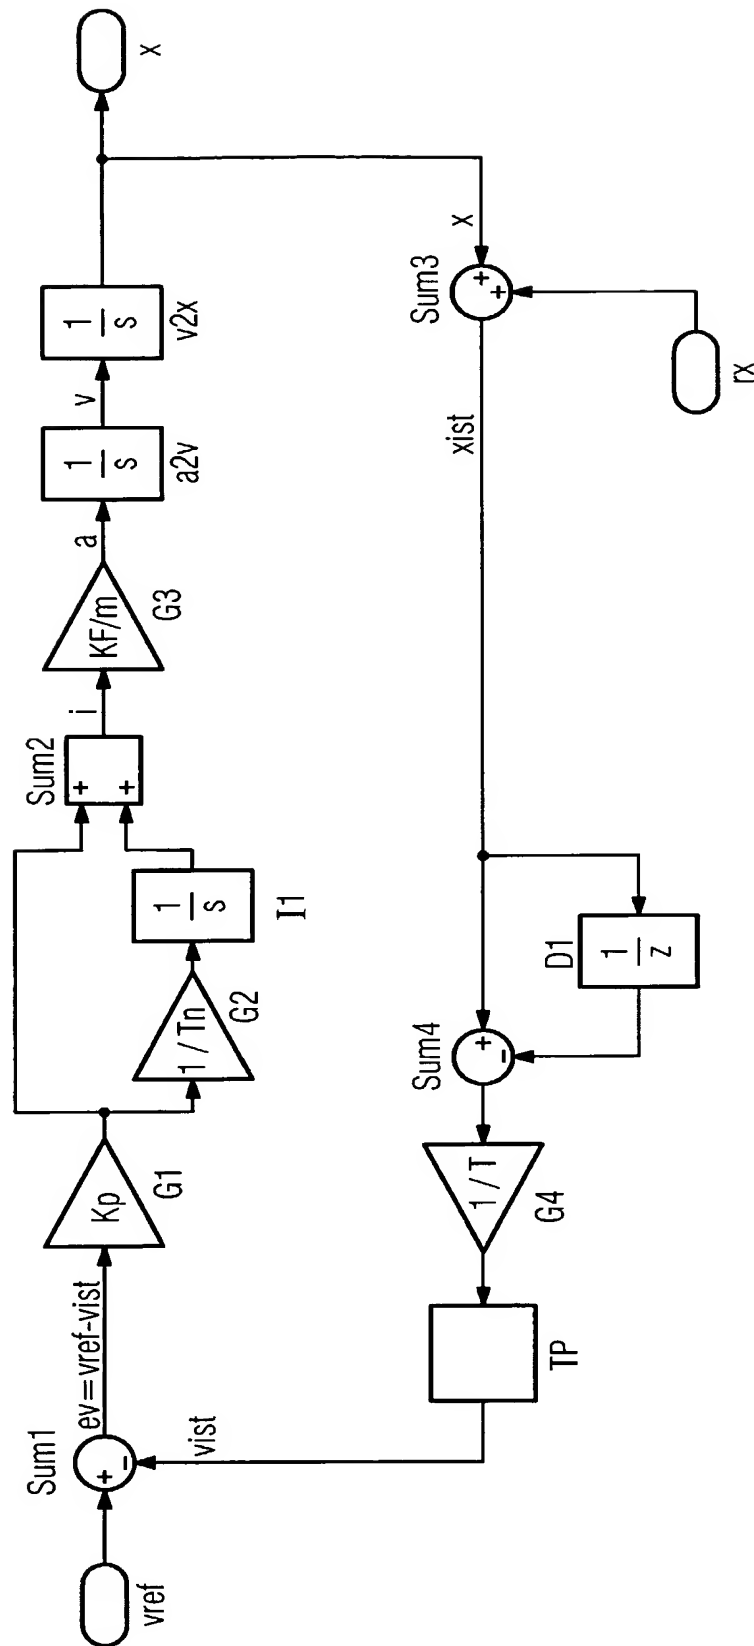 vref
Sum1
+
-
ev=vref-vist
Kp
G1
1/Tn
G2
1
s
I1
Sum2
+
+
i
KF/m
G3
a
1
s
a2v
v
1
s
v2x
x
x
Sum3
+
+
rx
xist
D1
1
z
Sum4
+
-
1/T
G4
TP
vist